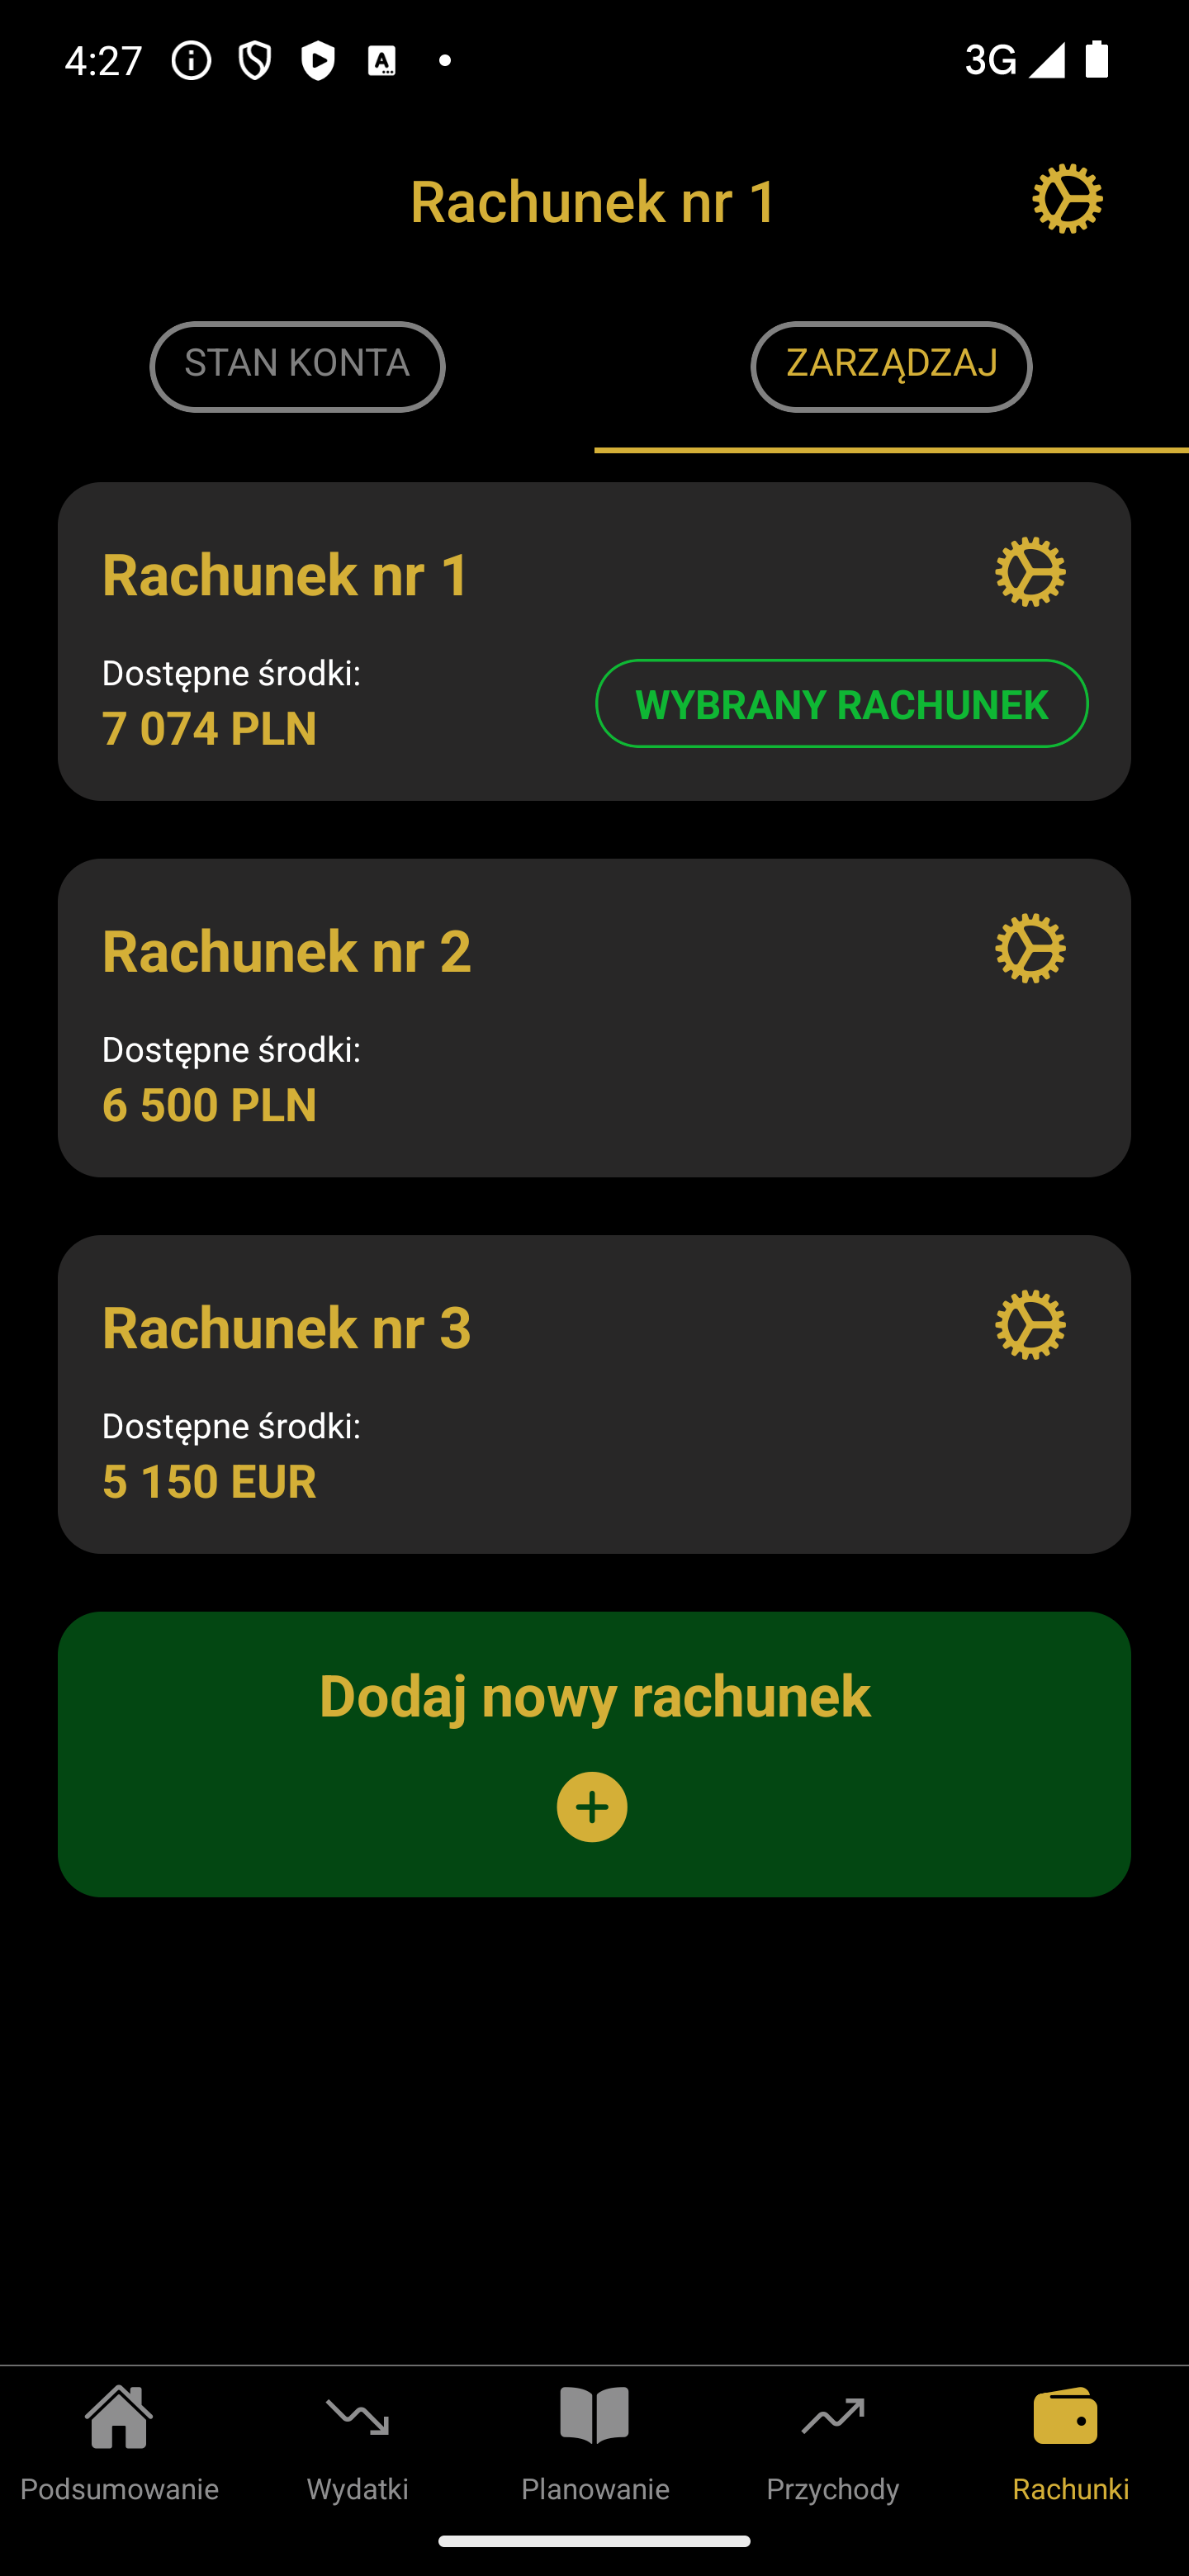 4:27
3G
Rachunek nr 1
STAN KONTA
ZARZĄDZAJ
Rachunek nr 1
Dostępne środki:
7 074 PLN
WYBRANY RACHUNEK
Rachunek nr 2
Dostępne środki:
6 500 PLN
Rachunek nr 3
Dostępne środki:
5 150 EUR
Dodaj nowy rachunek
Podsumowanie
Wydatki
Planowanie
Przychody
Rachunki